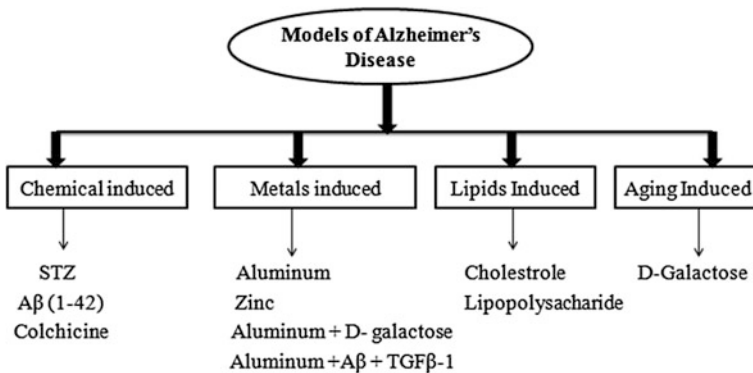 Models of Alzheimer's
Disease
Chemical induced
Metals induced
Lipids Induced
Aging Induced
STZ
Aβ (1-42)
Colchicine
Aluminum
Zinc
Aluminum + D- galactose
Aluminum +Aβ + TGFβ-1
Cholestrole
Lipopolysacharide
D-Galactose